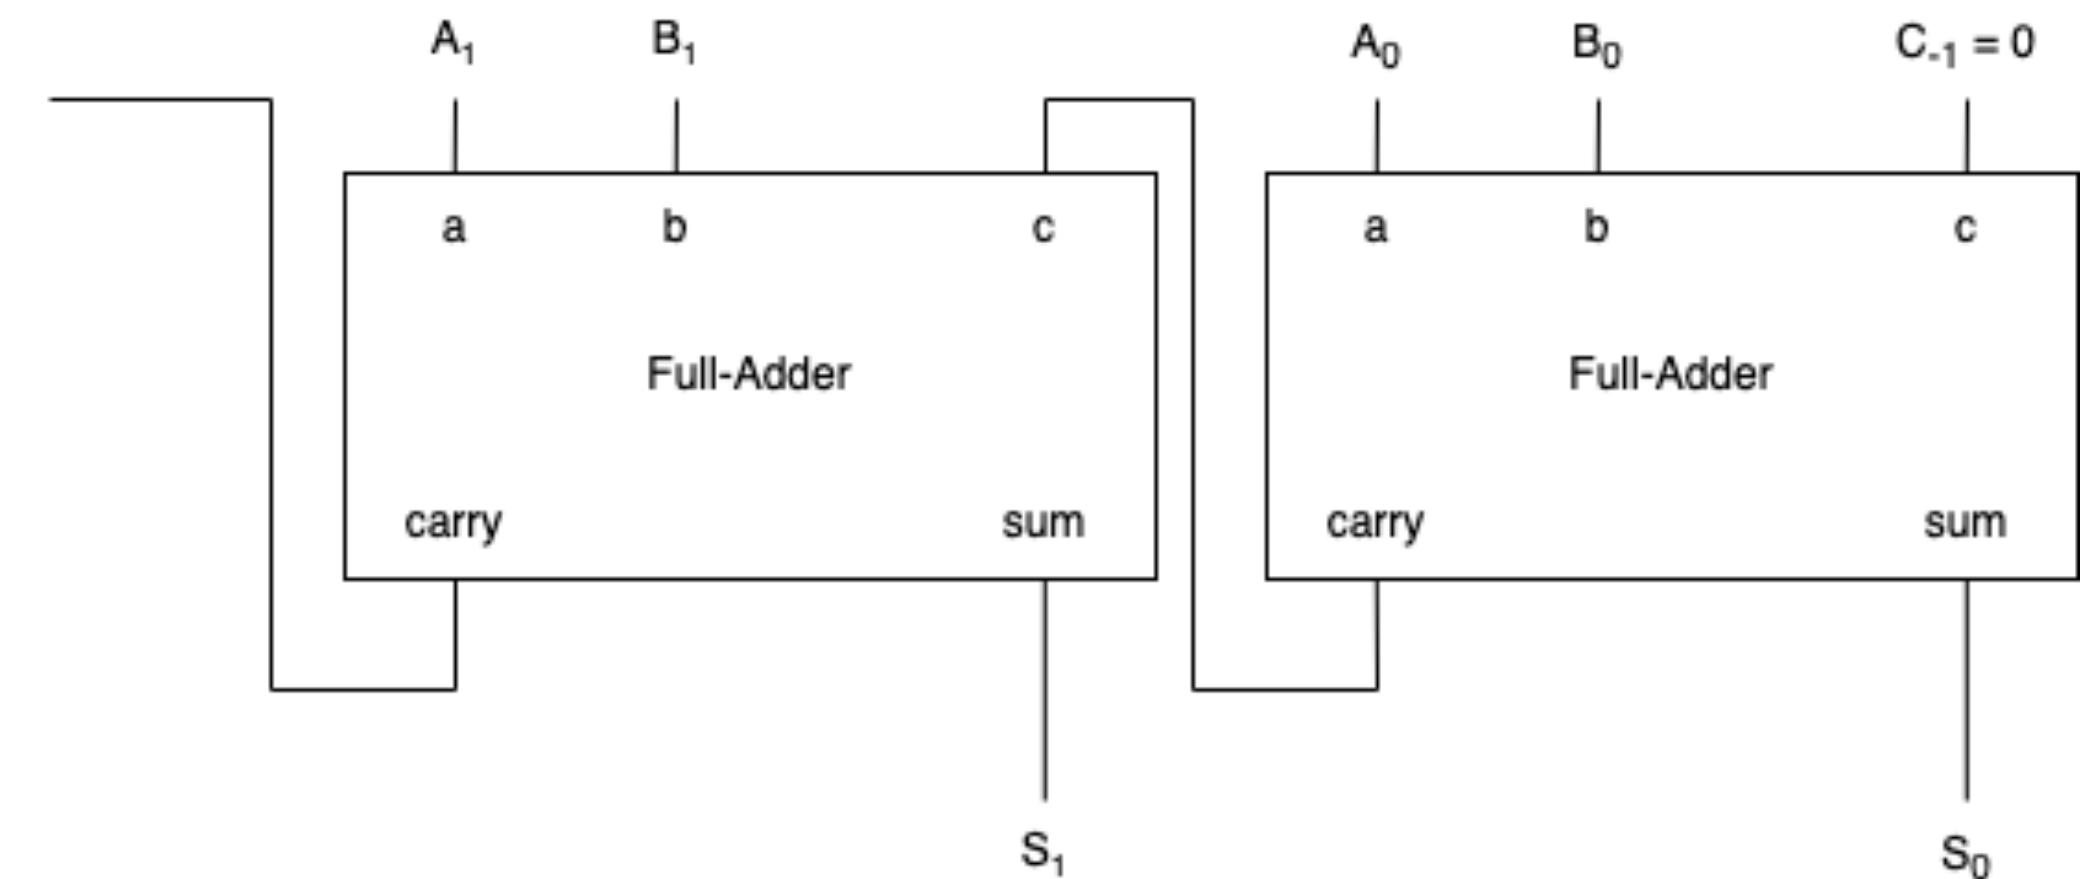 A₁ B₁ A₀ B₀ C₋₁ = 0
a b c a b c
Full-Adder Full-Adder
carry sum carry sum
S₁ S₀